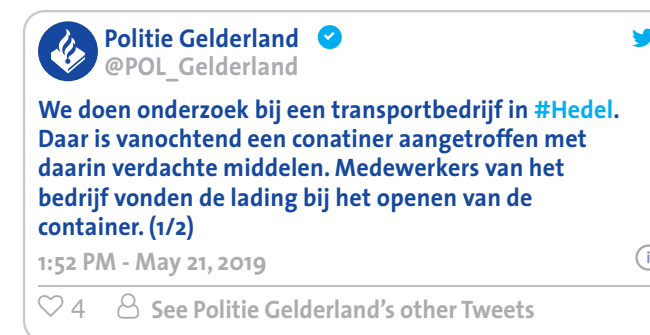 Politie Gelderland
@POL_Gelderland
We doen onderzoek bij een transportbedrijf in #Hedel.
Daar is vanochtend een conatiner aangetroffen met
daarin verdachte middelen. Medewerkers van het
bedrijf vonden de lading bij het openen van de
container. (1/2)
1:52 PM - May 21, 2019
4 See Politie Gelderland's other Tweets